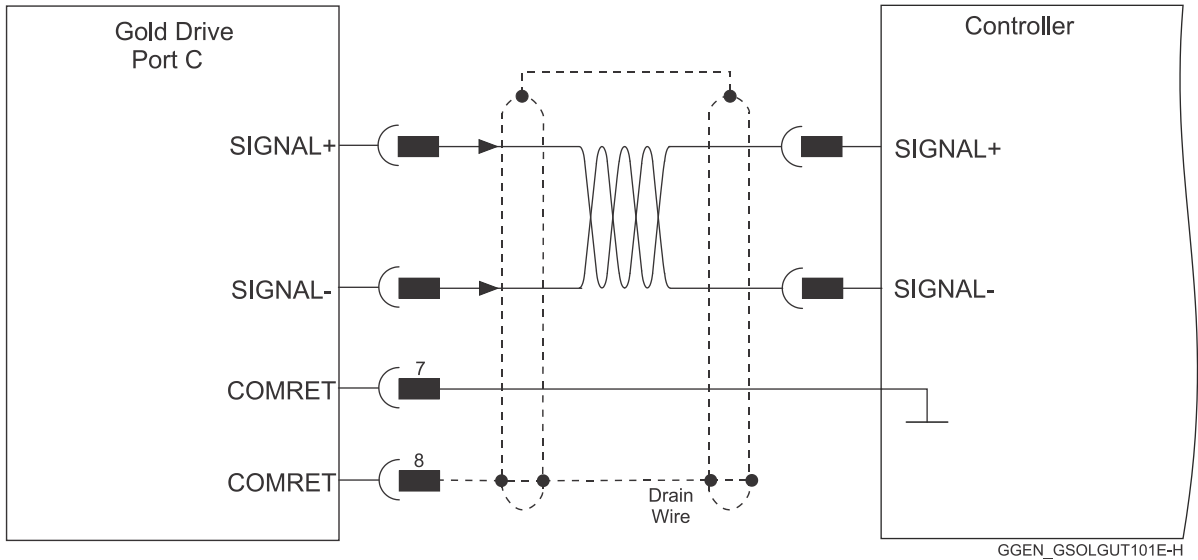 Gold Drive
Port C
Controller
SIGNAL+
SIGNAL+
SIGNAL-
SIGNAL-
COMRET
7
COMRET
8
Drain
Wire
GGEN_GSOLGUT101E-H